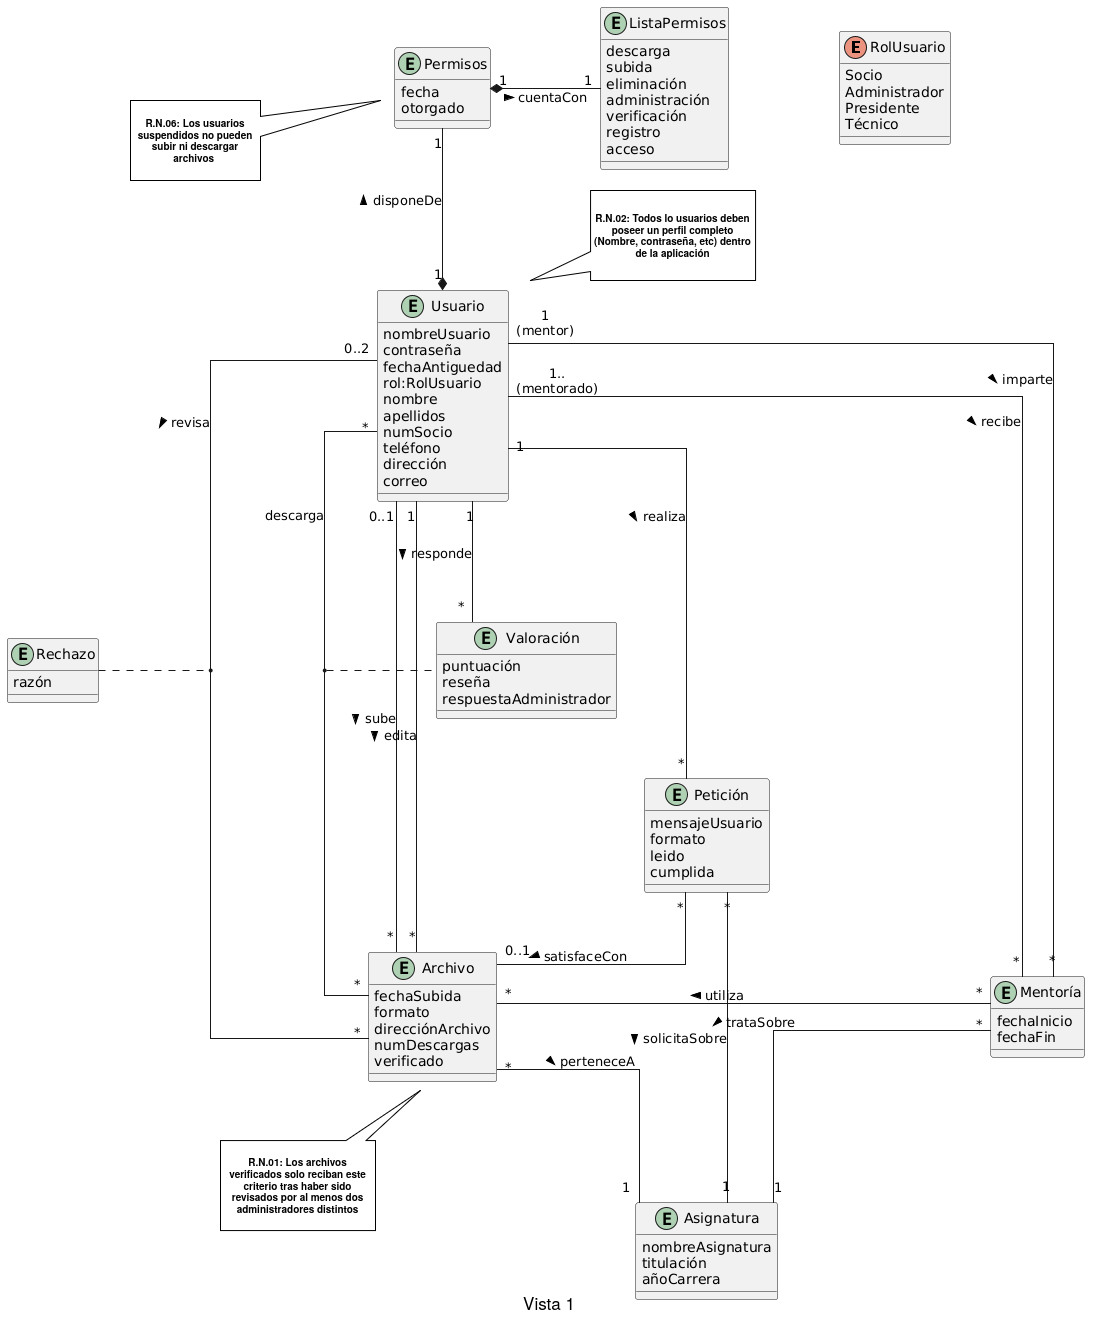 E ListaPermisos
descarga
subida
eliminación
administración
verificación
registro
acceso
E RolUsuario
Socio
Administrador
Presidente
Técnico
E Permisos
fecha
otorgado
1
1
cuentaCon
R.N.06: Los usuarios
suspendidos no pueden
subir ni descargar
archivos
1
disponeDe
1
R.N.02: Todos lo usuarios deben
poseer un perfil completo
(Nombre, contraseña, etc) dentro
de la aplicación
E Usuario
nombreUsuario
contraseña
fechaAntiguedad
rol:RolUsuario
nombre
apellidos
numSocio
teléfono
dirección
correo
0..2
revisa
*
descarga
1
(mentor)
imparte
1..
(mentorado)
recibe
1
realiza
0..1
1
1
responde
*
E Rechazo
razón
E Valoración
puntuación
reseña
respuestaAdministrador
sube
edita
*
E Petición
mensajeUsuario
formato
leido
cumplida
*
*
*
*
0..1
satisfaceCon
*
*
E Archivo
fechaSubida
formato
direcciónArchivo
numDescargas
verificado
*
*
*
utiliza
*
E Mentoría
fechaInicio
fechaFin
trataSobre
*
solicitaSobre
*
perteneceA
R.N.01: Los archivos
verificados solo reciban este
criterio tras haber sido
revisados por al menos dos
administradores distintos
1
1
1
E Asignatura
nombreAsignatura
titulación
añoCarrera
Vista 1